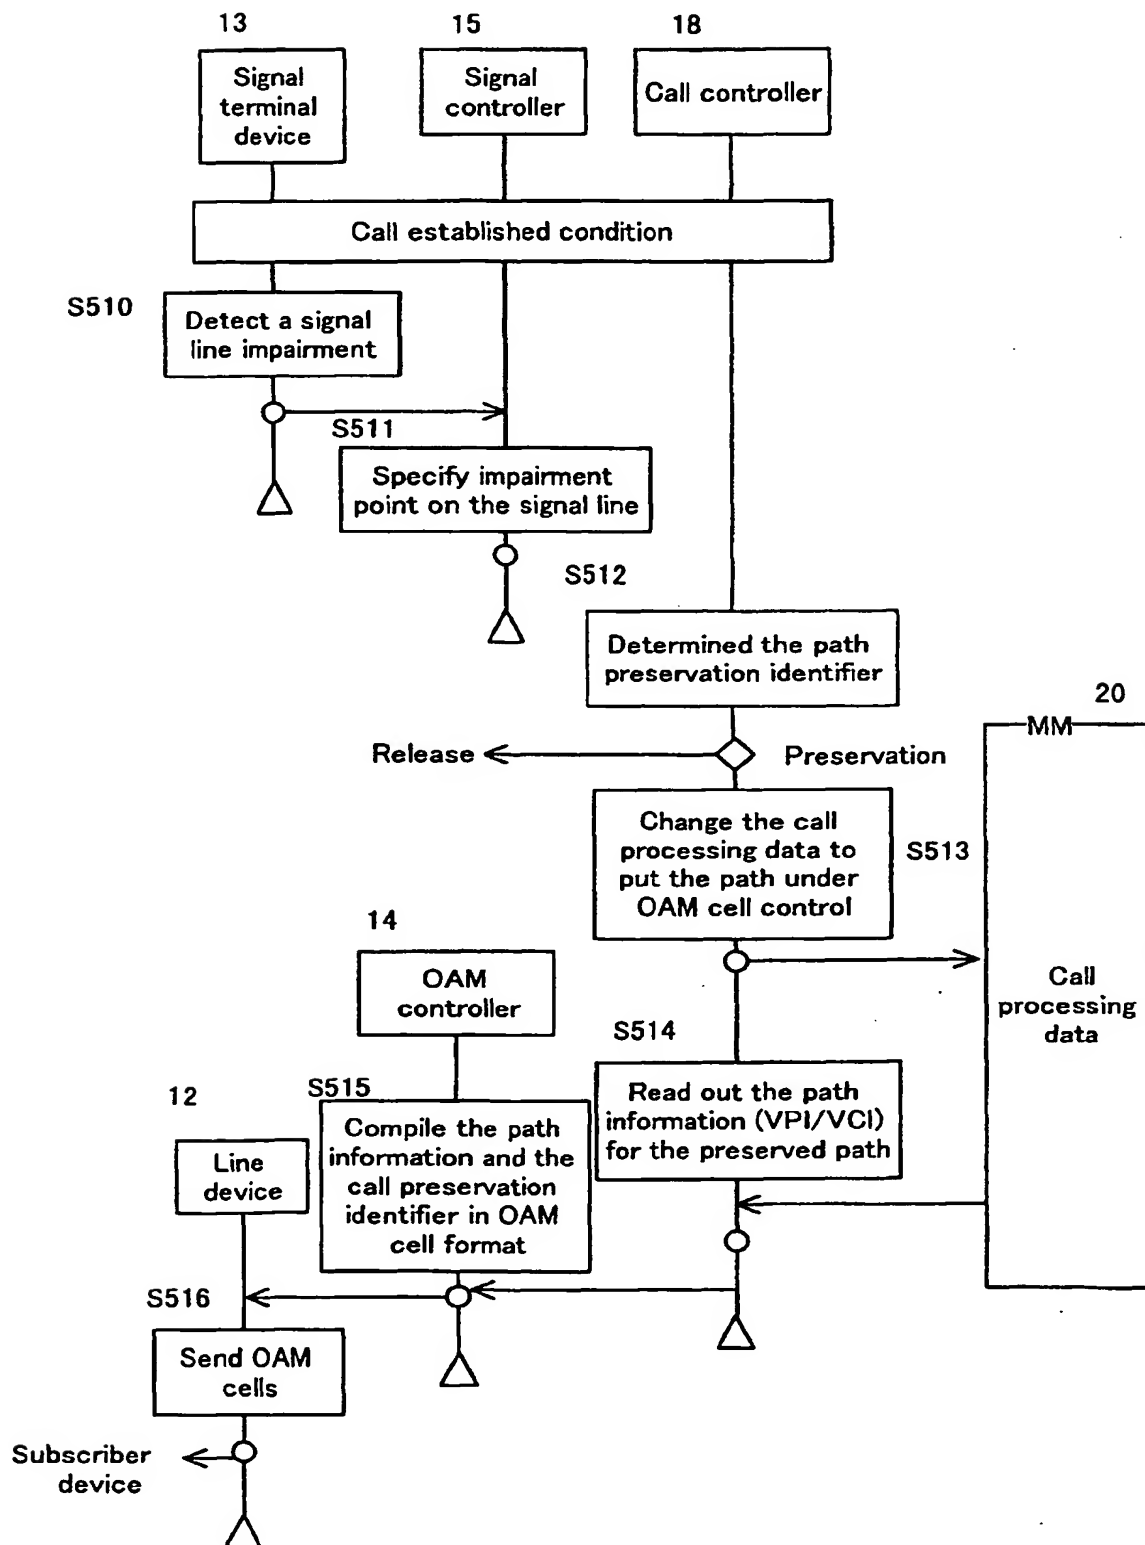 13
15
18
Signal
terminal
device
Signal
controller
Call controller
Call established condition
S510
Detect a signal
line impairment
S511
Specify impairment
point on the signal line
S512
Determined the path
preservation identifier
20
MM
Release
Preservation
Change the call
processing data to
put the path under
OAM cell control
S513
14
OAM
controller
Call
processing
data
S514
Read out the path
information (VPI/VCI)
for the preserved path
12
S515
Compile the path
information and the
call preservation
identifier in OAM
cell format
Line
device
S516
Send OAM
cells
Subscriber
device